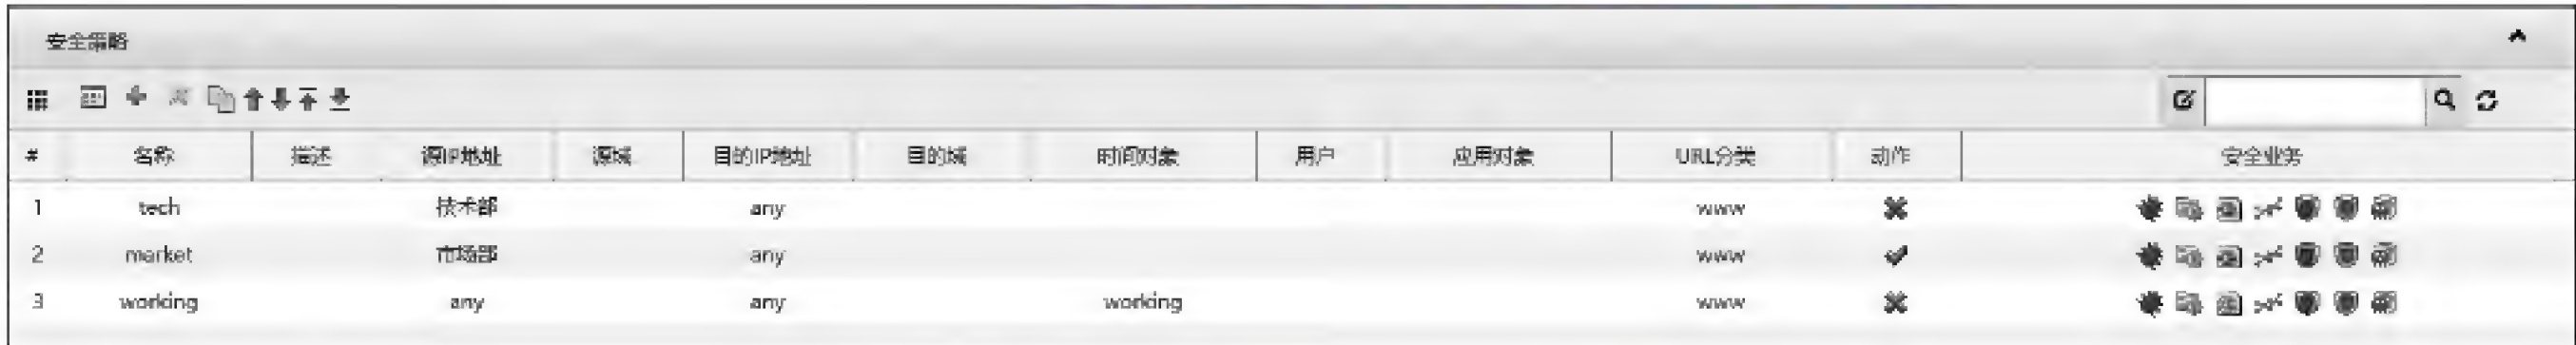 安全策略
# 名称 描述 源IP地址 源域 目的IP地址 目的域 时间对象 用户 应用对象 URL分类 动作 安全业务
1 tech 技术部 any www
2 market 市场部 any www
3 working any any working www